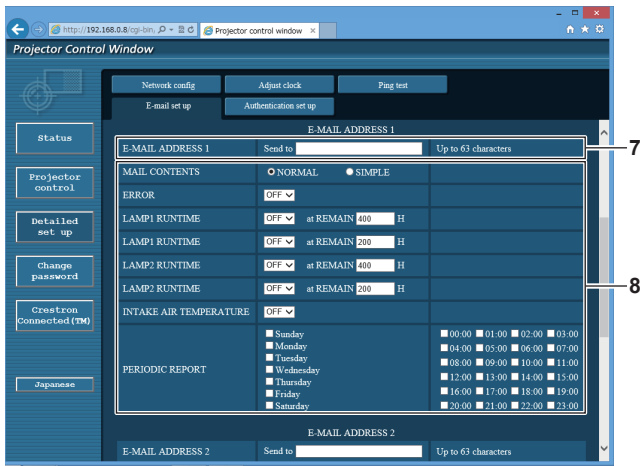 http://192.168.0.8/cgi-bin, Projector control window ×
Projector Control Window
Network config Adjust clock Ping test
E-mail set up Authentication set up
E-MAIL ADDRESS 1
E-MAIL ADDRESS 1 Send to Up to 63 characters 7
MAIL CONTENTS NORMAL SIMPLE
ERROR OFF
LAMP1 RUNTIME OFF at REMAIN 400 H
LAMP1 RUNTIME OFF at REMAIN 200 H
LAMP2 RUNTIME OFF at REMAIN 400 H
LAMP2 RUNTIME OFF at REMAIN 200 H 8
INTAKE AIR TEMPERATURE OFF
PERIODIC REPORT
Sunday
Monday
Tuesday
Wednesday
Thursday
Friday
Saturday
00:00 01:00 02:00 03:00
04:00 05:00 06:00 07:00
08:00 09:00 10:00 11:00
12:00 13:00 14:00 15:00
16:00 17:00 18:00 19:00
20:00 21:00 22:00 23:00
E-MAIL ADDRESS 2
E-MAIL ADDRESS 2 Send to Up to 63 characters
Status
Projector
control
Detailed
set up
Change
password
Crestron
Connected(TM)
Japanese